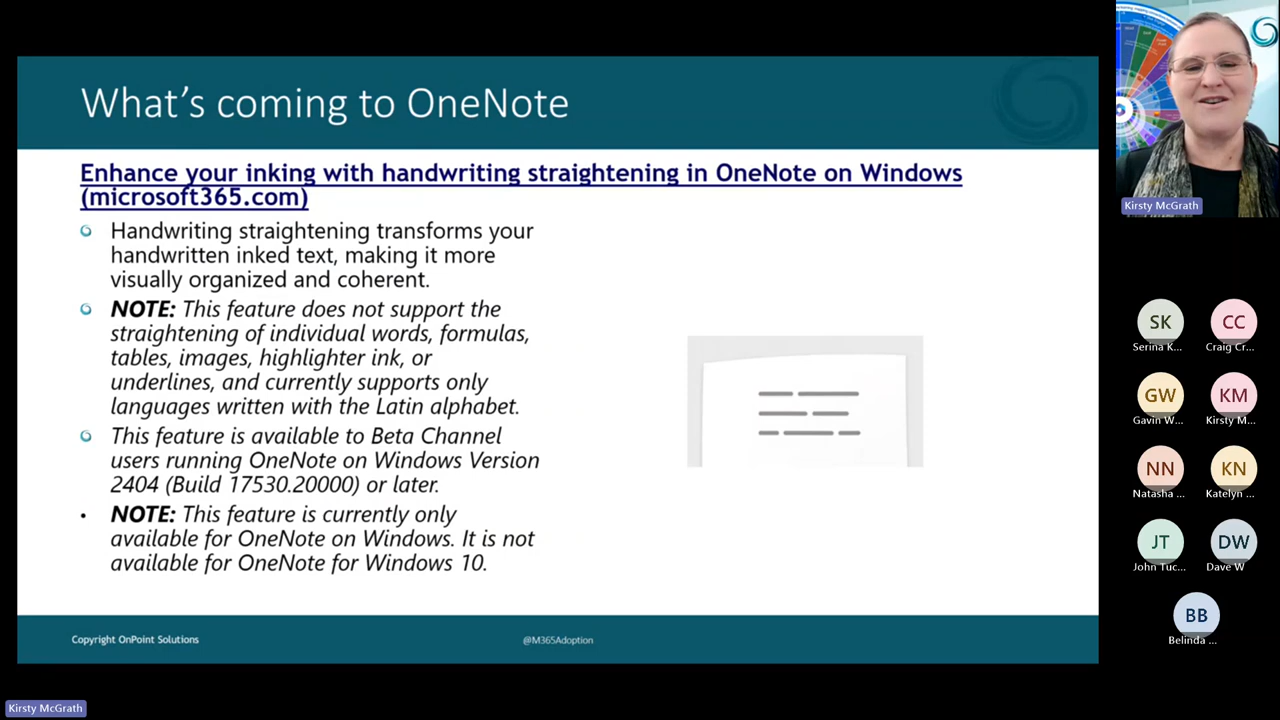 What's coming to OneNote
Enhance your inking with handwriting straightening in OneNote on Windows
(microsoft365.com)
Handwriting straightening transforms your
handwritten inked text, making it more
visually organized and coherent.
NOTE: This feature does not support the
straightening of individual words, formulas,
tables, images, highlighter ink, or
underlines, and currently supports only
languages written with the Latin alphabet.
This feature is available to Beta Channel
users running OneNote on Windows Version
2404 (Build 17530.20000) or later.
NOTE: This feature is currently only
available for OneNote on Windows. It is not
available for OneNote for Windows 10.
Copyright OnPoint Solutions
@M365Adoption
Kirsty McGrath
Kirsty McGrath
SK
Serina K...
CC
Craig Cr...
GW
Gavin W...
KM
Kirsty M...
NN
Natasha ...
KN
Katelyn ...
JT
John Tuc...
DW
Dave W
BB
Belinda ...